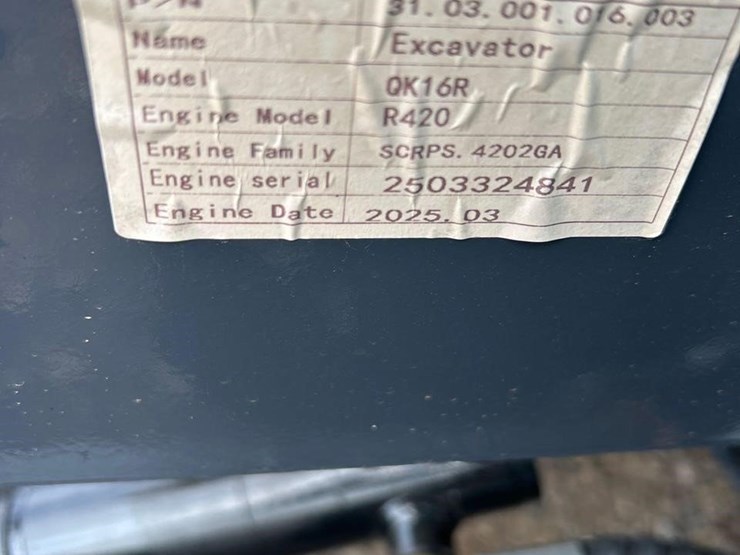 31.03.001.016.003
Name Excavator
Model QK16R
Engine Model R420
Engine Family SCRPS.4202GA
Engine serial 2503324841
Engine Date 2025.03